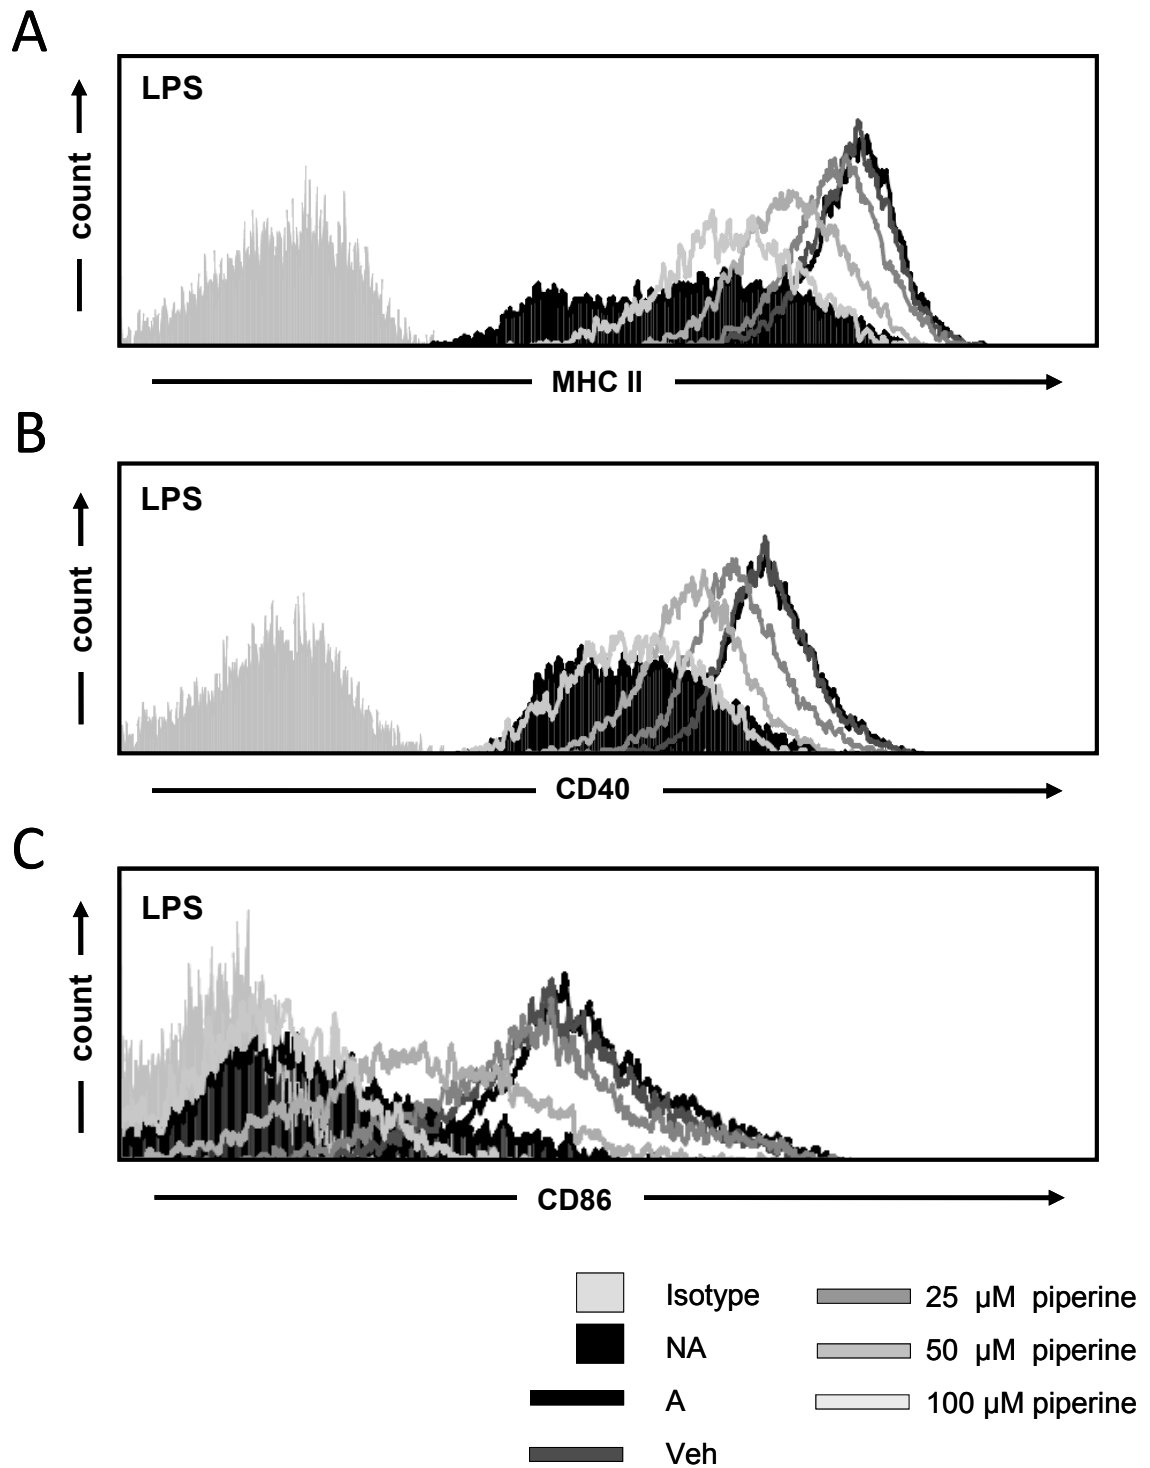 A
LPS
count
MHC II
B
LPS
count
CD40
C
LPS
count
CD86
Isotype
NA
A
Veh
25 µM piperine
50 µM piperine
100 µM piperine